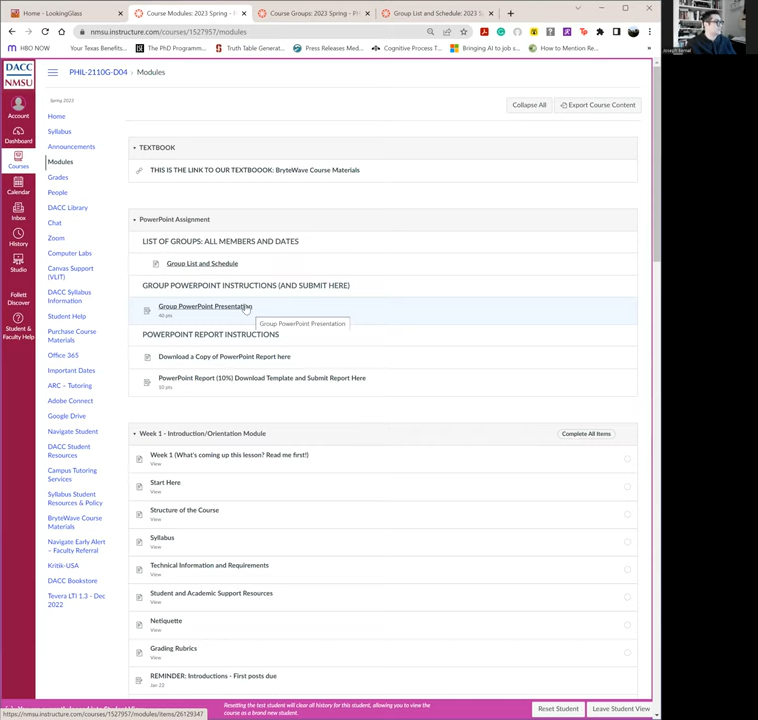 Home - LookingGlass
Course Modules: 2023 Spring - P
Course Groups: 2023 Spring - PH
Group List and Schedule: 2023 S
nmsu.instructure.com/courses/1527957/modules
HBO NOW
Your Texas Benefits...
The PhD Programm...
Truth Table Generat...
Press Releases Med...
Cognitive Process T...
Bringing AI to job s...
How to Mention Re...
Joseph Bernal
DACC
NMSU
Account
Dashboard
Courses
Calendar
Inbox
History
Studio
Follett
Discover
Student &
Faculty Help
PHIL-2110G-D04 › Modules
Spring 2023
Home
Syllabus
Announcements
Modules
Grades
People
DACC Library
Chat
Zoom
Computer Labs
Canvas Support
(VLIT)
DACC Syllabus
Information
Student Help
Purchase Course
Materials
Office 365
Important Dates
ARC – Tutoring
Adobe Connect
Google Drive
Navigate Student
DACC Student
Resources
Campus Tutoring
Services
Syllabus Student
Resources & Policy
BryteWave Course
Materials
Navigate Early Alert
– Faculty Referral
Kritik-USA
DACC Bookstore
Tevera LTI 1.3 - Dec
2022
Collapse All
Export Course Content
TEXTBOOK
THIS IS THE LINK TO OUR TEXTBOOOK: BryteWave Course Materials
PowerPoint Assignment
LIST OF GROUPS: ALL MEMBERS AND DATES
Group List and Schedule
GROUP POWERPOINT INSTRUCTIONS (AND SUBMIT HERE)
Group PowerPoint Presentation
40 pts
Group PowerPoint Presentation
POWERPOINT REPORT INSTRUCTIONS
Download a Copy of PowerPoint Report here
PowerPoint Report (10%) Download Template and Submit Report Here
10 pts
Week 1 - Introduction/Orientation Module
Complete All Items
Week 1 (What's coming up this lesson? Read me first!)
View
Start Here
View
Structure of the Course
View
Syllabus
View
Technical Information and Requirements
View
Student and Academic Support Resources
View
Netiquette
View
Grading Rubrics
View
REMINDER: Introductions - First posts due
Jan 22
Resetting the test student will clear all history for this student, allowing you to view the
course as a brand new student.
Reset Student
Leave Student View
https://nmsu.instructure.com/courses/1527957/modules/items/26129347